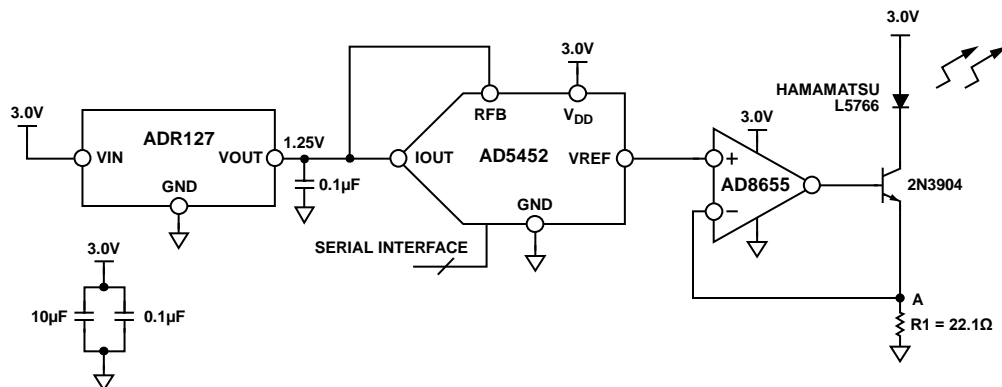 3.0V
VIN
ADR127
VOUT
GND
1.25V
0.1µF
IOUT
RFB
3.0V
VDD
AD5452
VREF
GND
SERIAL INTERFACE
3.0V
+
AD8655
−
3.0V
HAMAMATSU
L5766
2N3904
A
R1 = 22.1Ω
3.0V
10µF
0.1µF